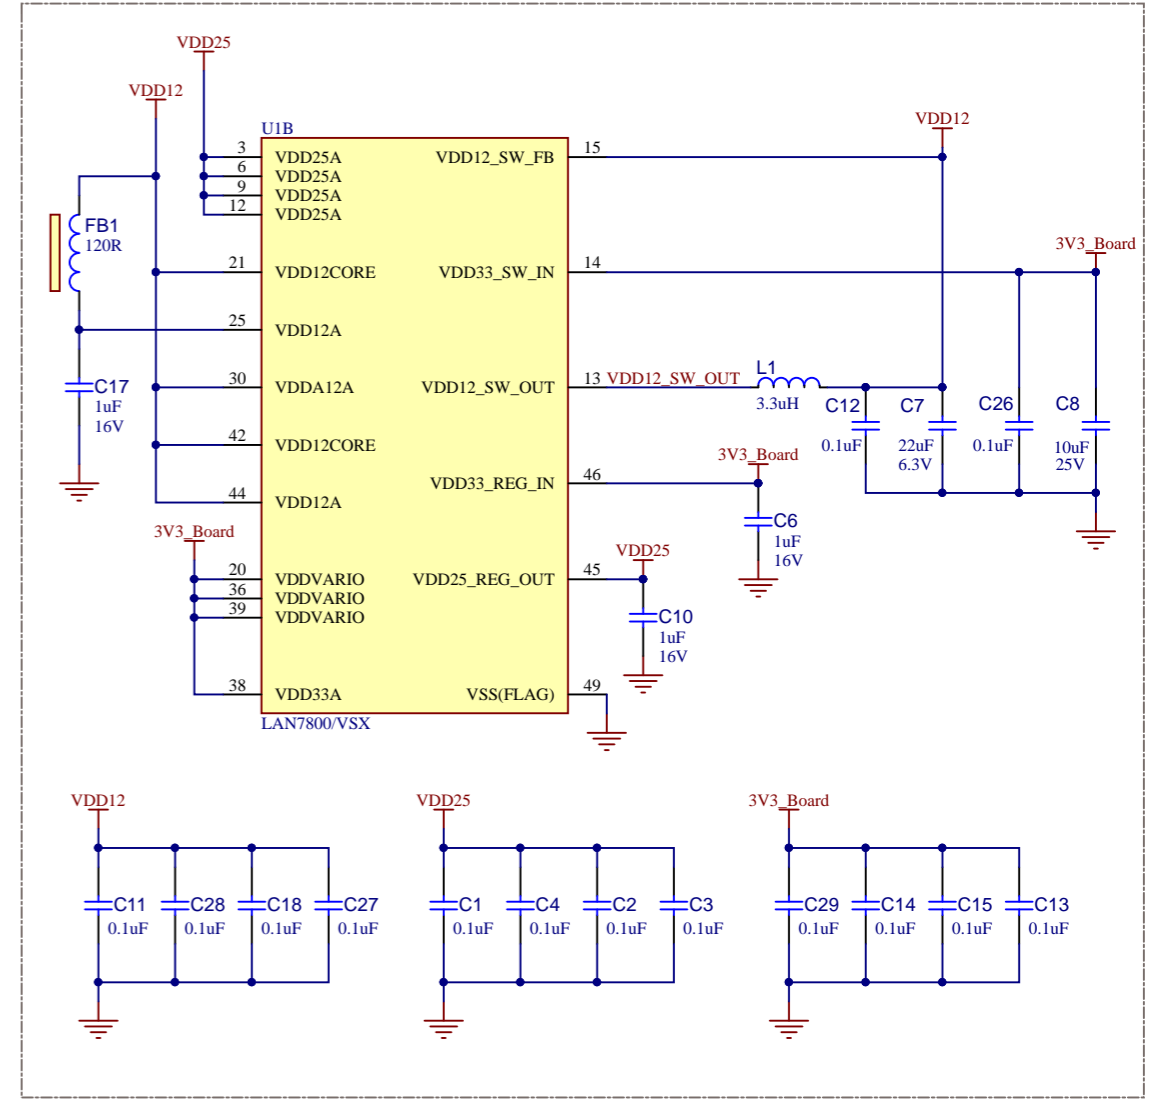 VDD25
VDD12
U1B
VDD12
3 VDD25A VDD12_SW_FB 15
6 VDD25A
9 VDD25A
12 VDD25A
FB1
120R
3V3_Board
21 VDD12CORE VDD33_SW_IN 14
25 VDD12A
30 VDDA12A VDD12_SW_OUT 13 VDD12_SW_OUT L1
3.3uH
C17
1uF
16V
C12
0.1uF
C7
22uF
6.3V
C26
0.1uF
C8
10uF
25V
42 VDD12CORE
3V3_Board
VDD33_REG_IN 46
44 VDD12A
C6
1uF
16V
3V3_Board
VDD25
20 VDDVARIO VDD25_REG_OUT 45
36 VDDVARIO
39 VDDVARIO
C10
1uF
16V
38 VDD33A VSS(FLAG) 49
LAN7800/VSX
VDD12
C11
0.1uF
C28
0.1uF
C18
0.1uF
C27
0.1uF
VDD25
C1
0.1uF
C4
0.1uF
C2
0.1uF
C3
0.1uF
3V3_Board
C29
0.1uF
C14
0.1uF
C15
0.1uF
C13
0.1uF